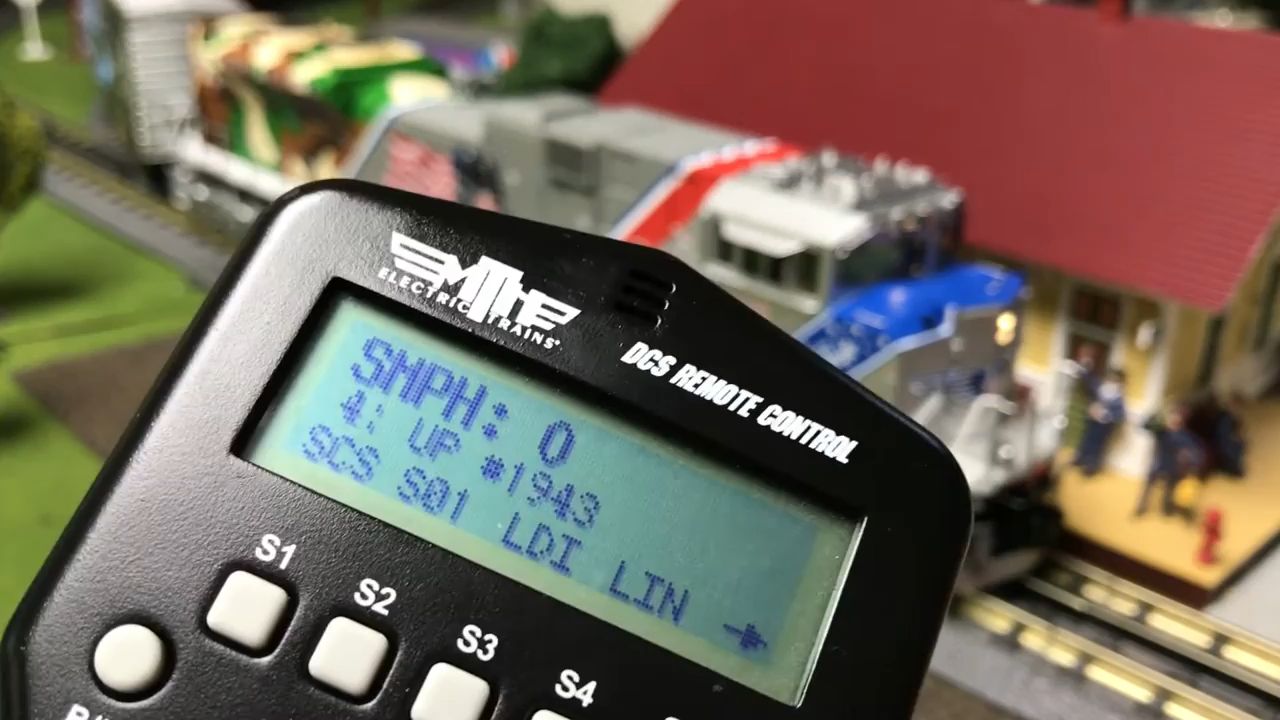 MTH
ELECTRIC TRAINS
DCS REMOTE CONTROL
SMPH: 0
4: UP #1943
SCS S01 LDI LIN →
S1
S2
S3
S4